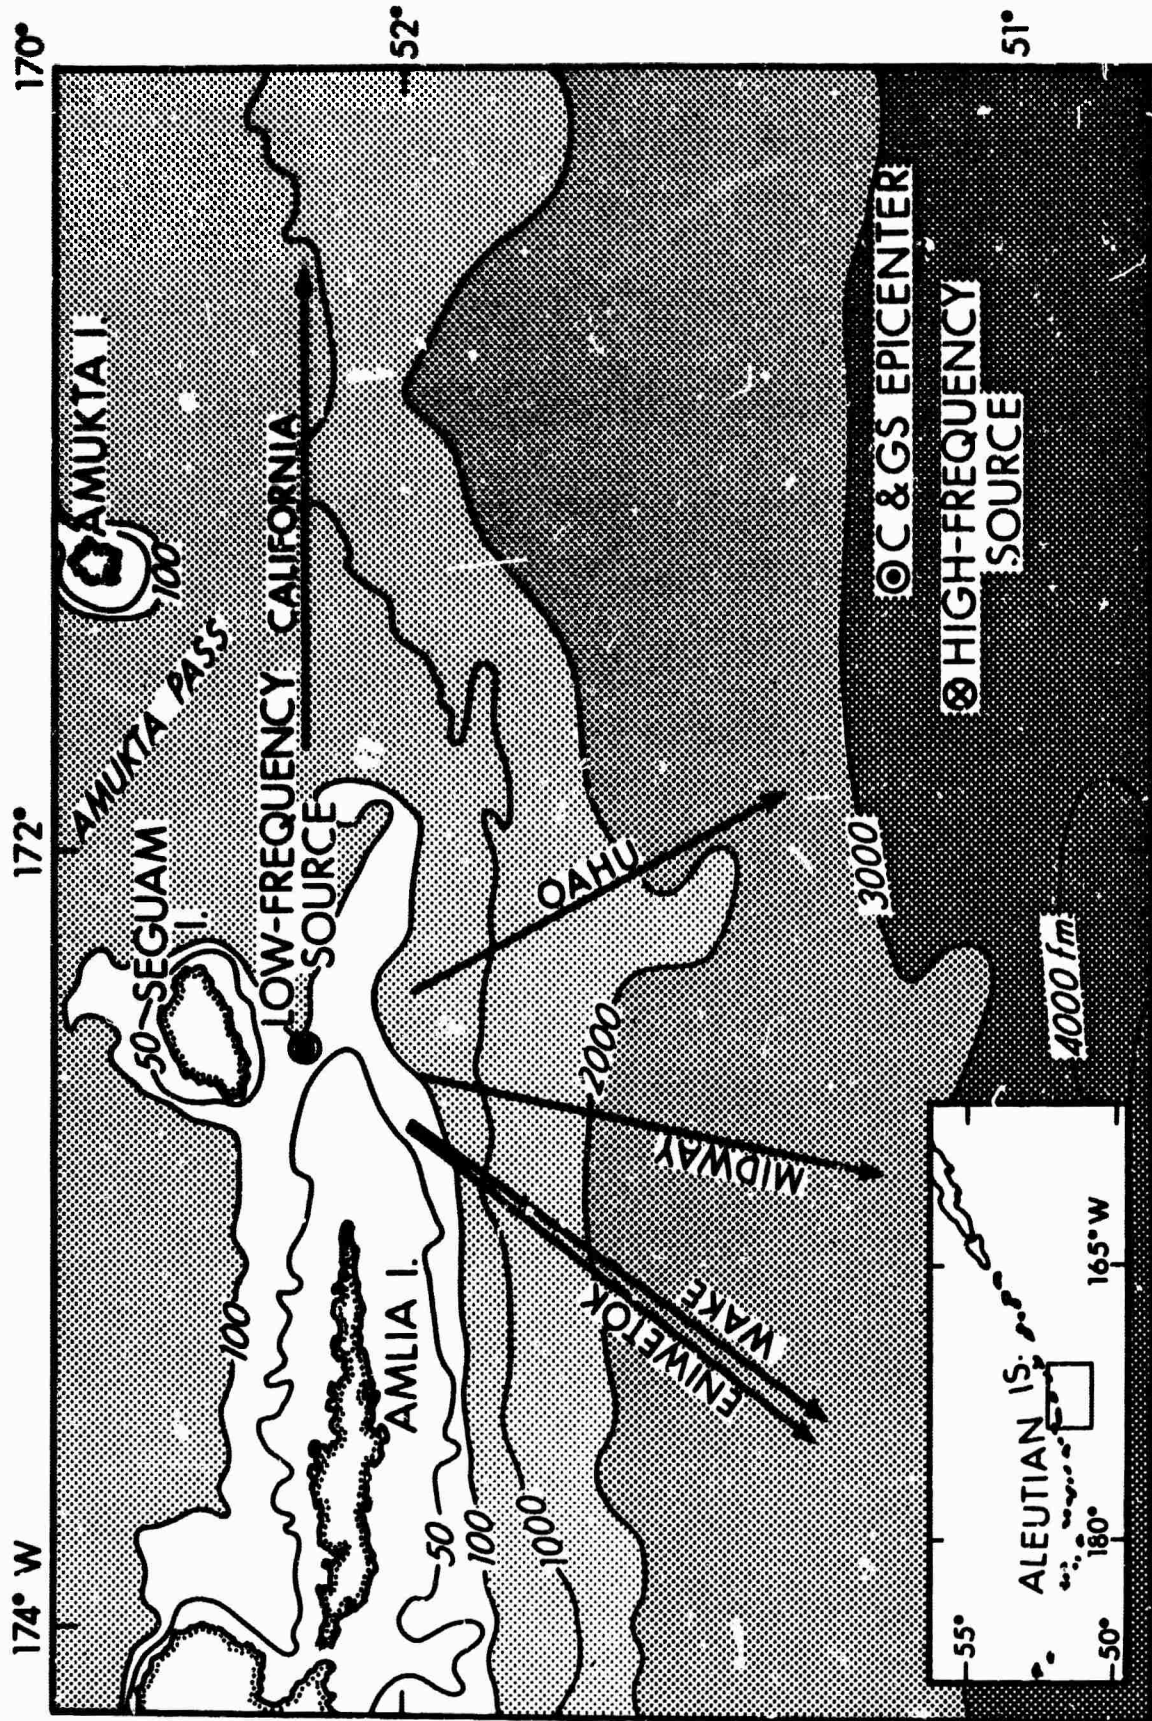 174° W
172°
170°
AMUKTA I.
100
AMUKTA PASS
SEGUAM
I.
50
LOW-FREQUENCY
SOURCE
CALIFORNIA
52°
100
AMLIA I.
50
100
1000
2000
OAHU
MIDWAY
WAKE
ENIWETOK
3000
C & GS EPICENTER
HIGH-FREQUENCY
SOURCE
4000 fm
51°
55°
ALEUTIAN IS.
50°
180°
165° W